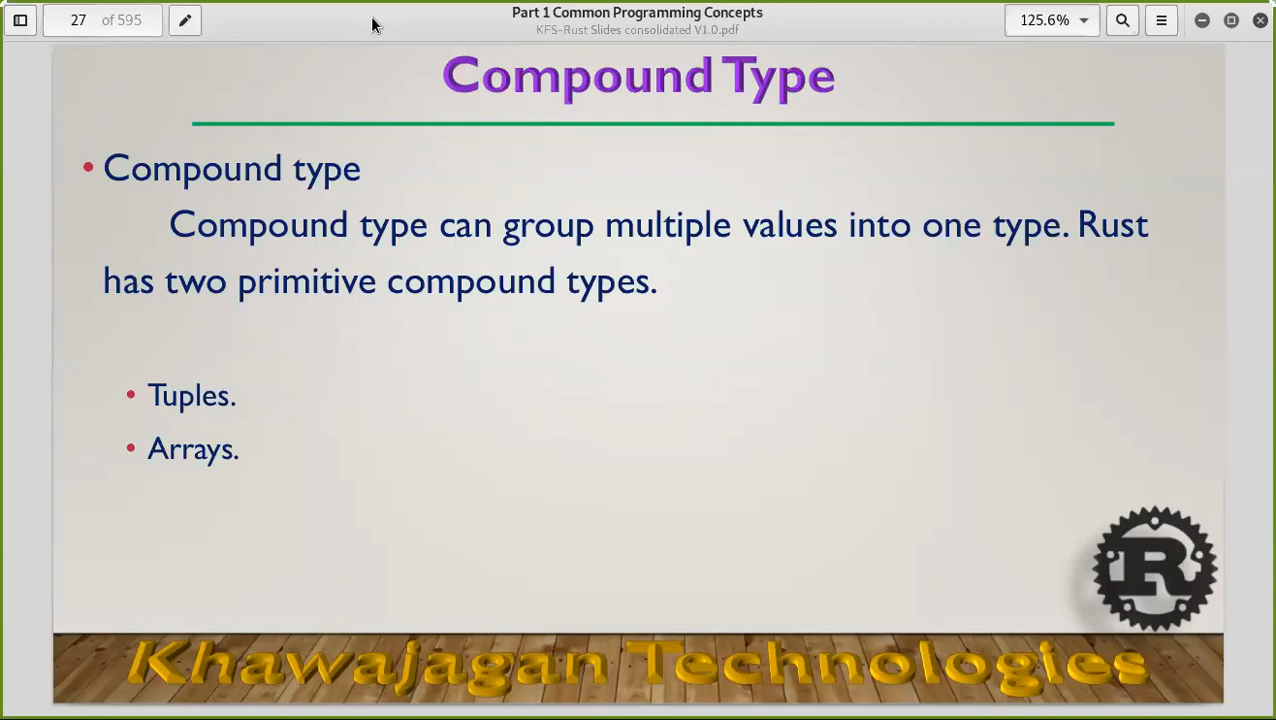 27 of 595
Part 1 Common Programming Concepts
KFS-Rust Slides consolidated V1.0.pdf
125.6%
Compound Type
• Compound type
Compound type can group multiple values into one type. Rust
has two primitive compound types.
• Tuples.
• Arrays.
R
Khawajagan Technologies